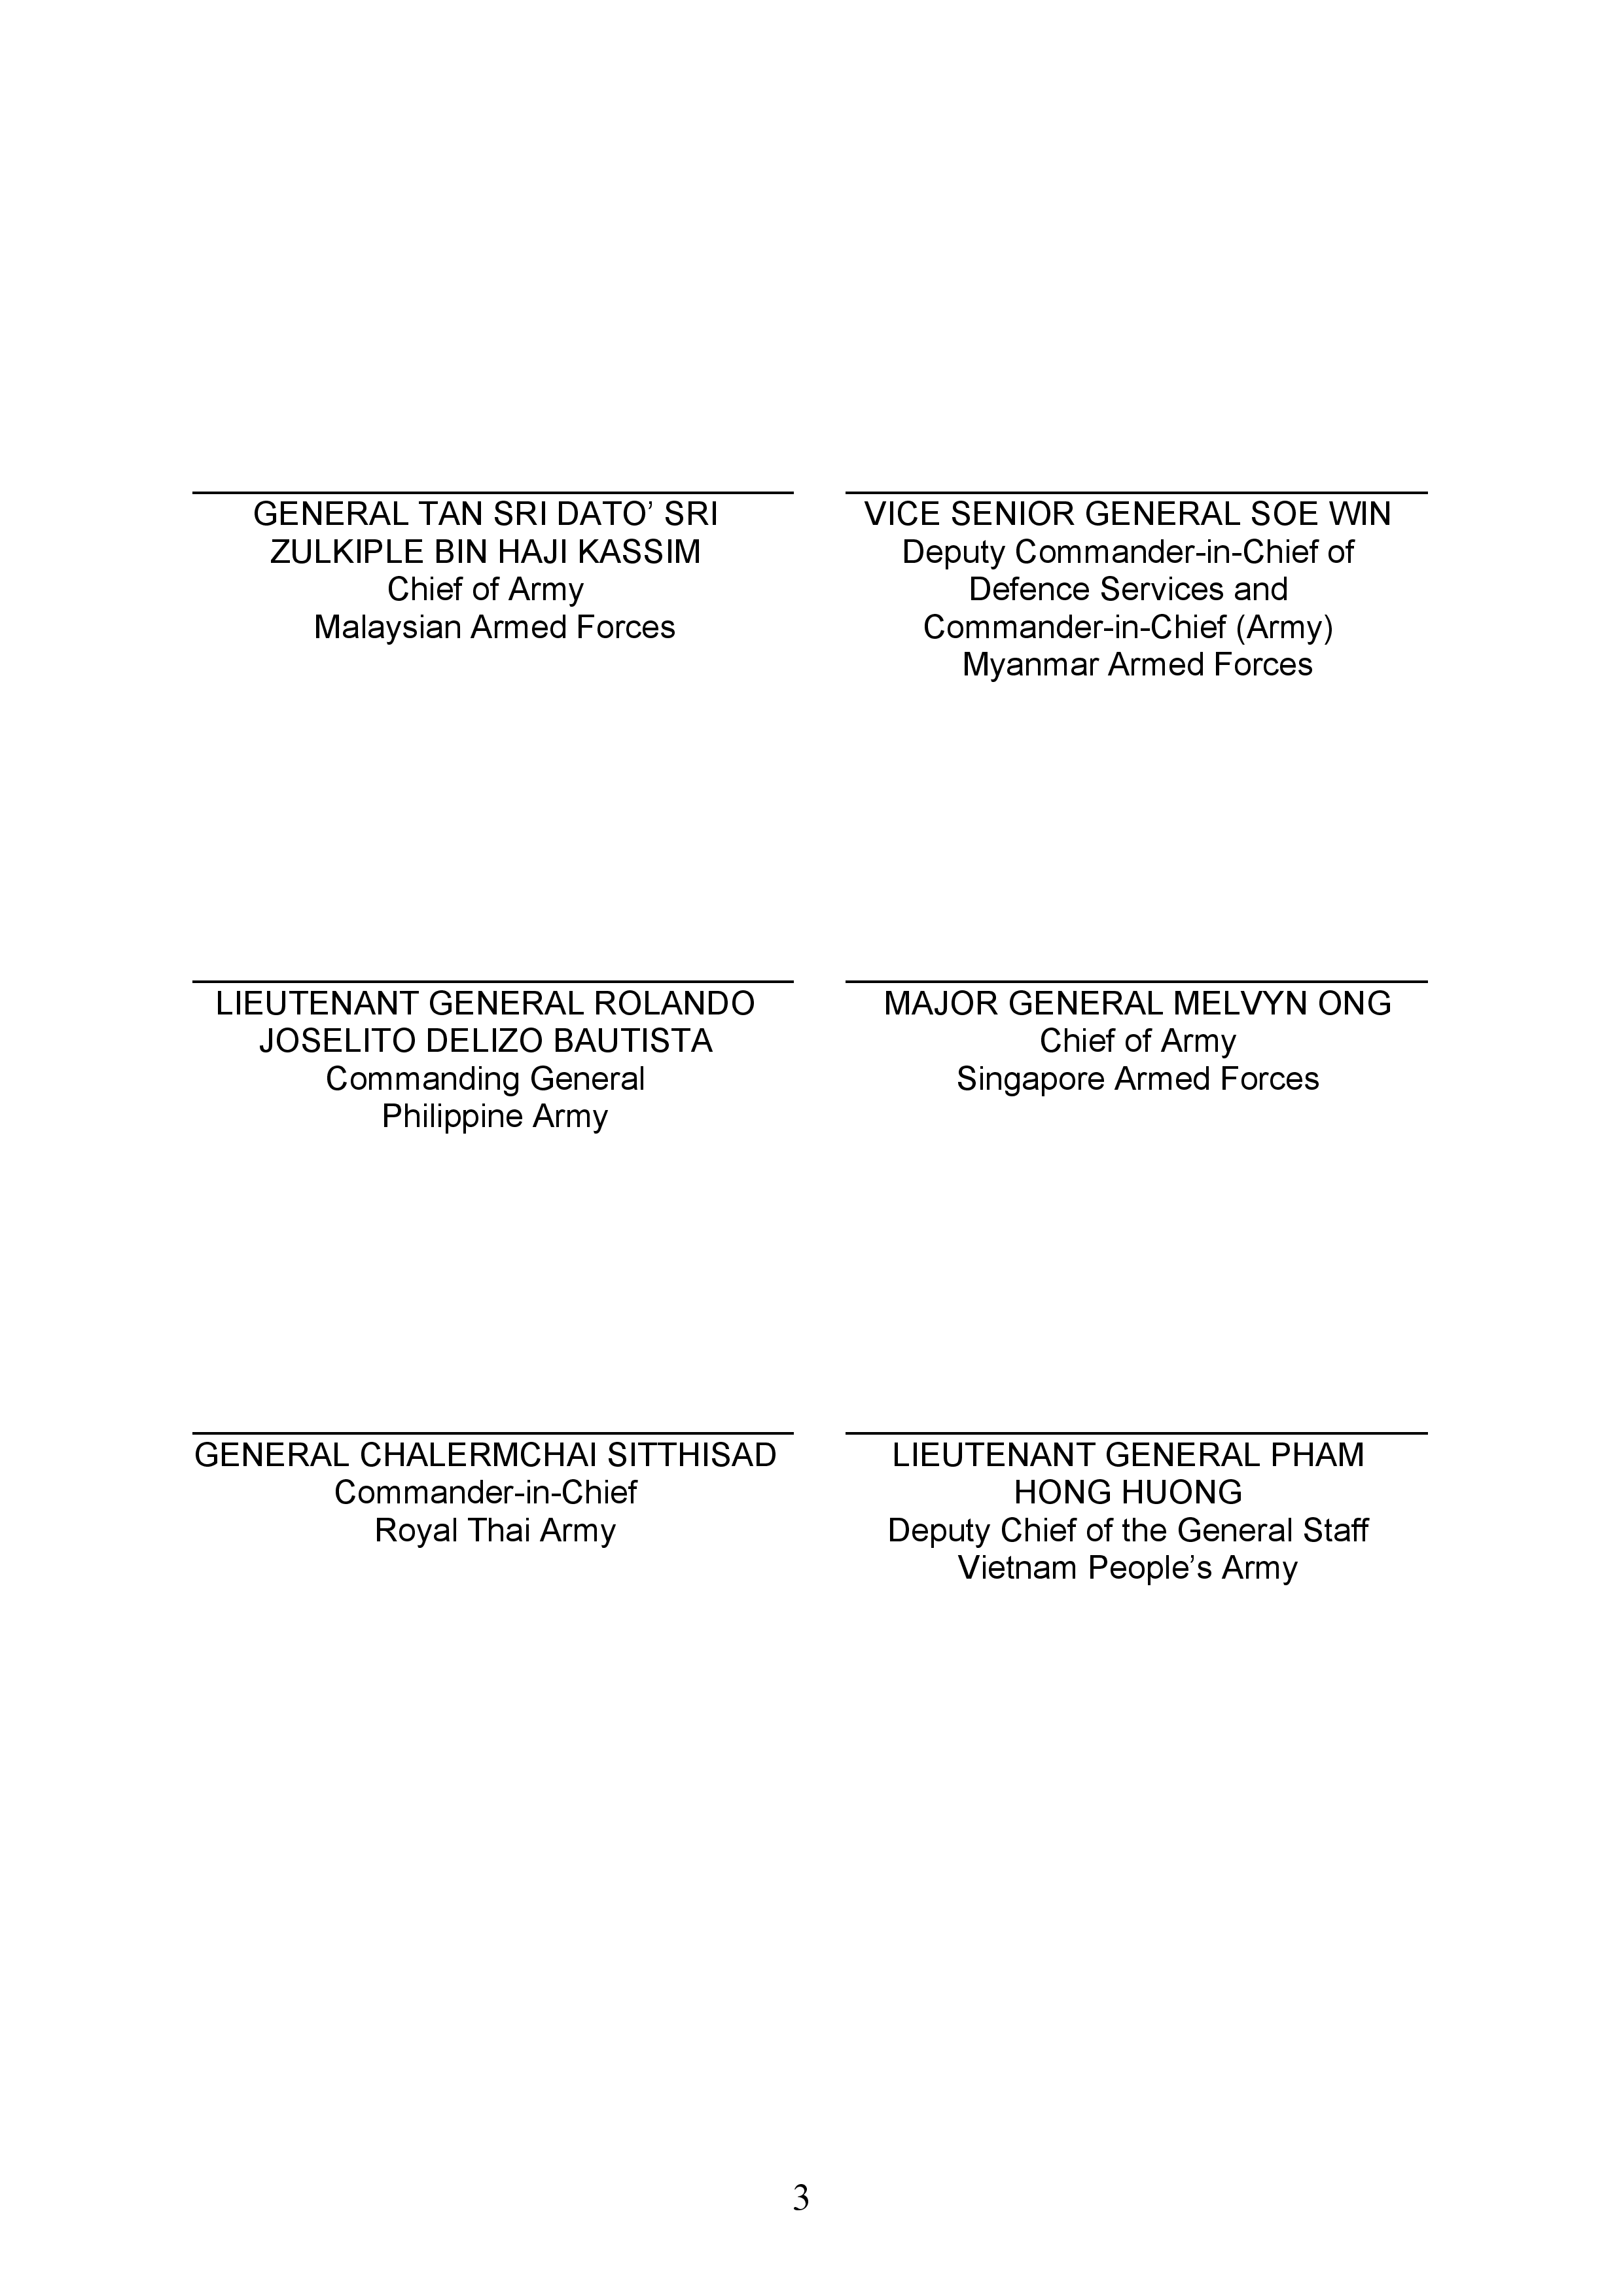 GENERAL TAN SRI DATO’ SRI
ZULKIPLE BIN HAJI KASSIM
Chief of Army
Malaysian Armed Forces
VICE SENIOR GENERAL SOE WIN
Deputy Commander-in-Chief of
Defence Services and
Commander-in-Chief (Army)
Myanmar Armed Forces
LIEUTENANT GENERAL ROLANDO
JOSELITO DELIZO BAUTISTA
Commanding General
Philippine Army
MAJOR GENERAL MELVYN ONG
Chief of Army
Singapore Armed Forces
GENERAL CHALERMCHAI SITTHISAD
Commander-in-Chief
Royal Thai Army
LIEUTENANT GENERAL PHAM
HONG HUONG
Deputy Chief of the General Staff
Vietnam People’s Army
3